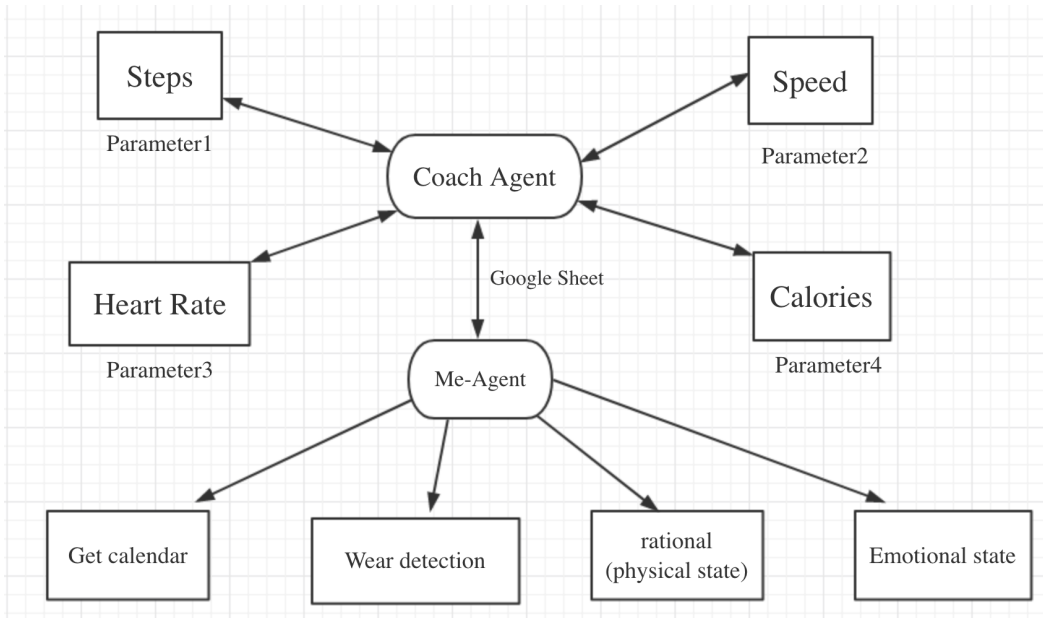 Steps
Speed
Parameter1
Parameter2
Coach Agent
Google Sheet
Heart Rate
Calories
Parameter3
Parameter4
Me-Agent
Get calendar
Wear detection
rational
(physical state)
Emotional state